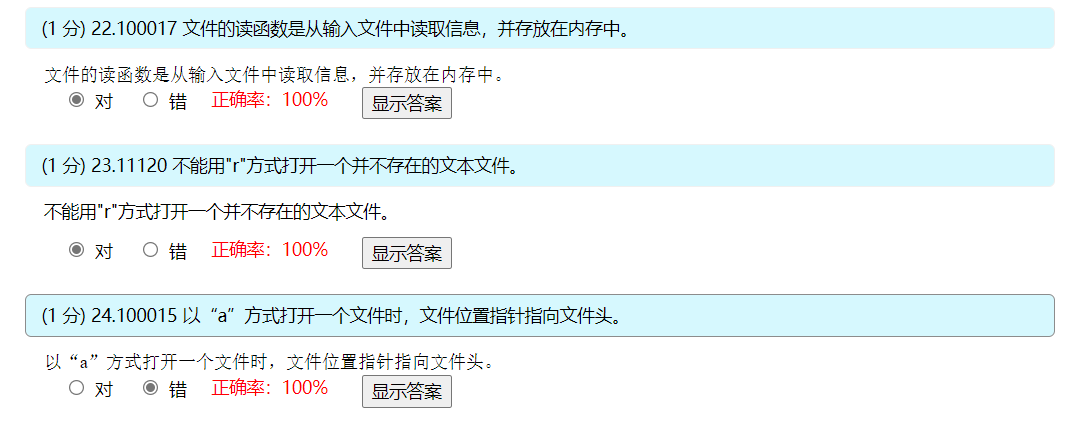 (1 分) 22.100017 文件的读函数是从输入文件中读取信息，并存放在内存中。
文件的读函数是从输入文件中读取信息，并存放在内存中。
对 错 正确率：100% 显示答案
(1 分) 23.11120 不能用"r"方式打开一个并不存在的文本文件。
不能用"r"方式打开一个并不存在的文本文件。
对 错 正确率：100% 显示答案
(1 分) 24.100015 以“a”方式打开一个文件时，文件位置指针指向文件头。
以“a”方式打开一个文件时，文件位置指针指向文件头。
对 错 正确率：100% 显示答案